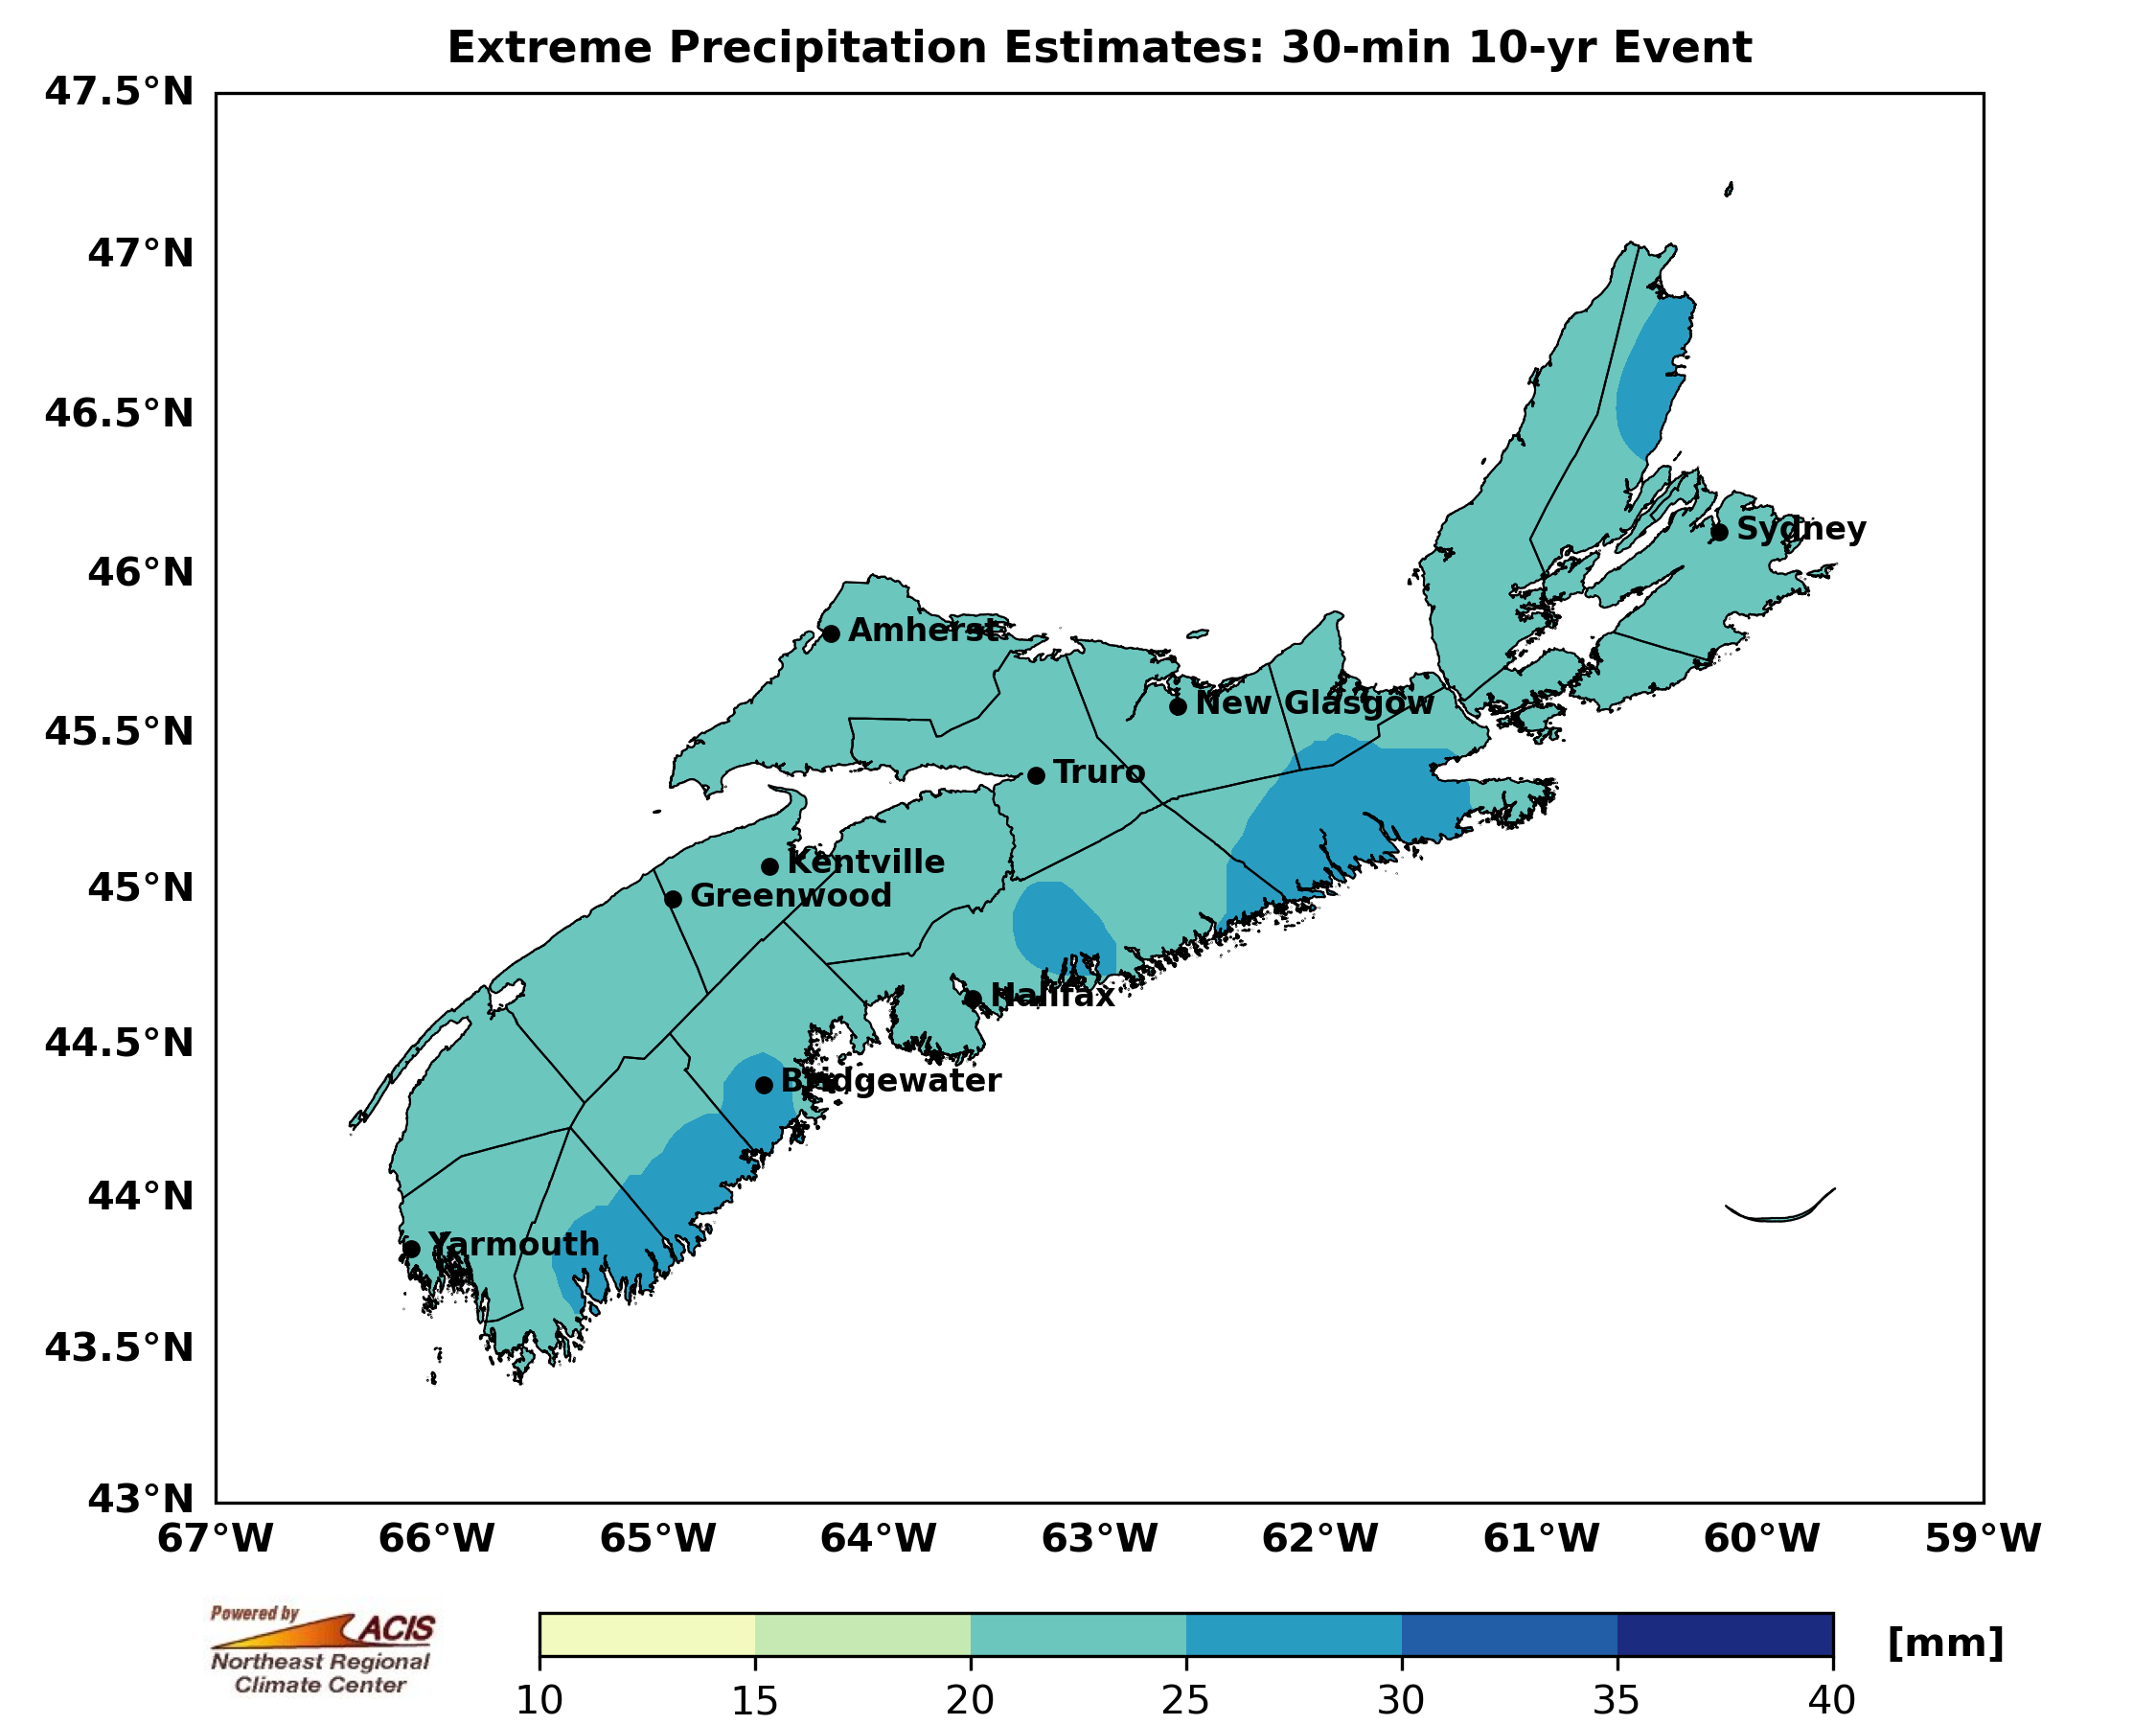 Extreme Precipitation Estimates: 30-min 10-yr Event
47.5°N
47°N
46.5°N
46°N
45.5°N
45°N
44.5°N
44°N
43.5°N
43°N
Sydney
Amherst
New Glasgow
Truro
Kentville
Greenwood
Halifax
Bridgewater
Yarmouth
67°W 66°W 65°W 64°W 63°W 62°W 61°W 60°W 59°W
Powered by
ACIS
Northeast Regional
Climate Center
[mm]
10 15 20 25 30 35 40